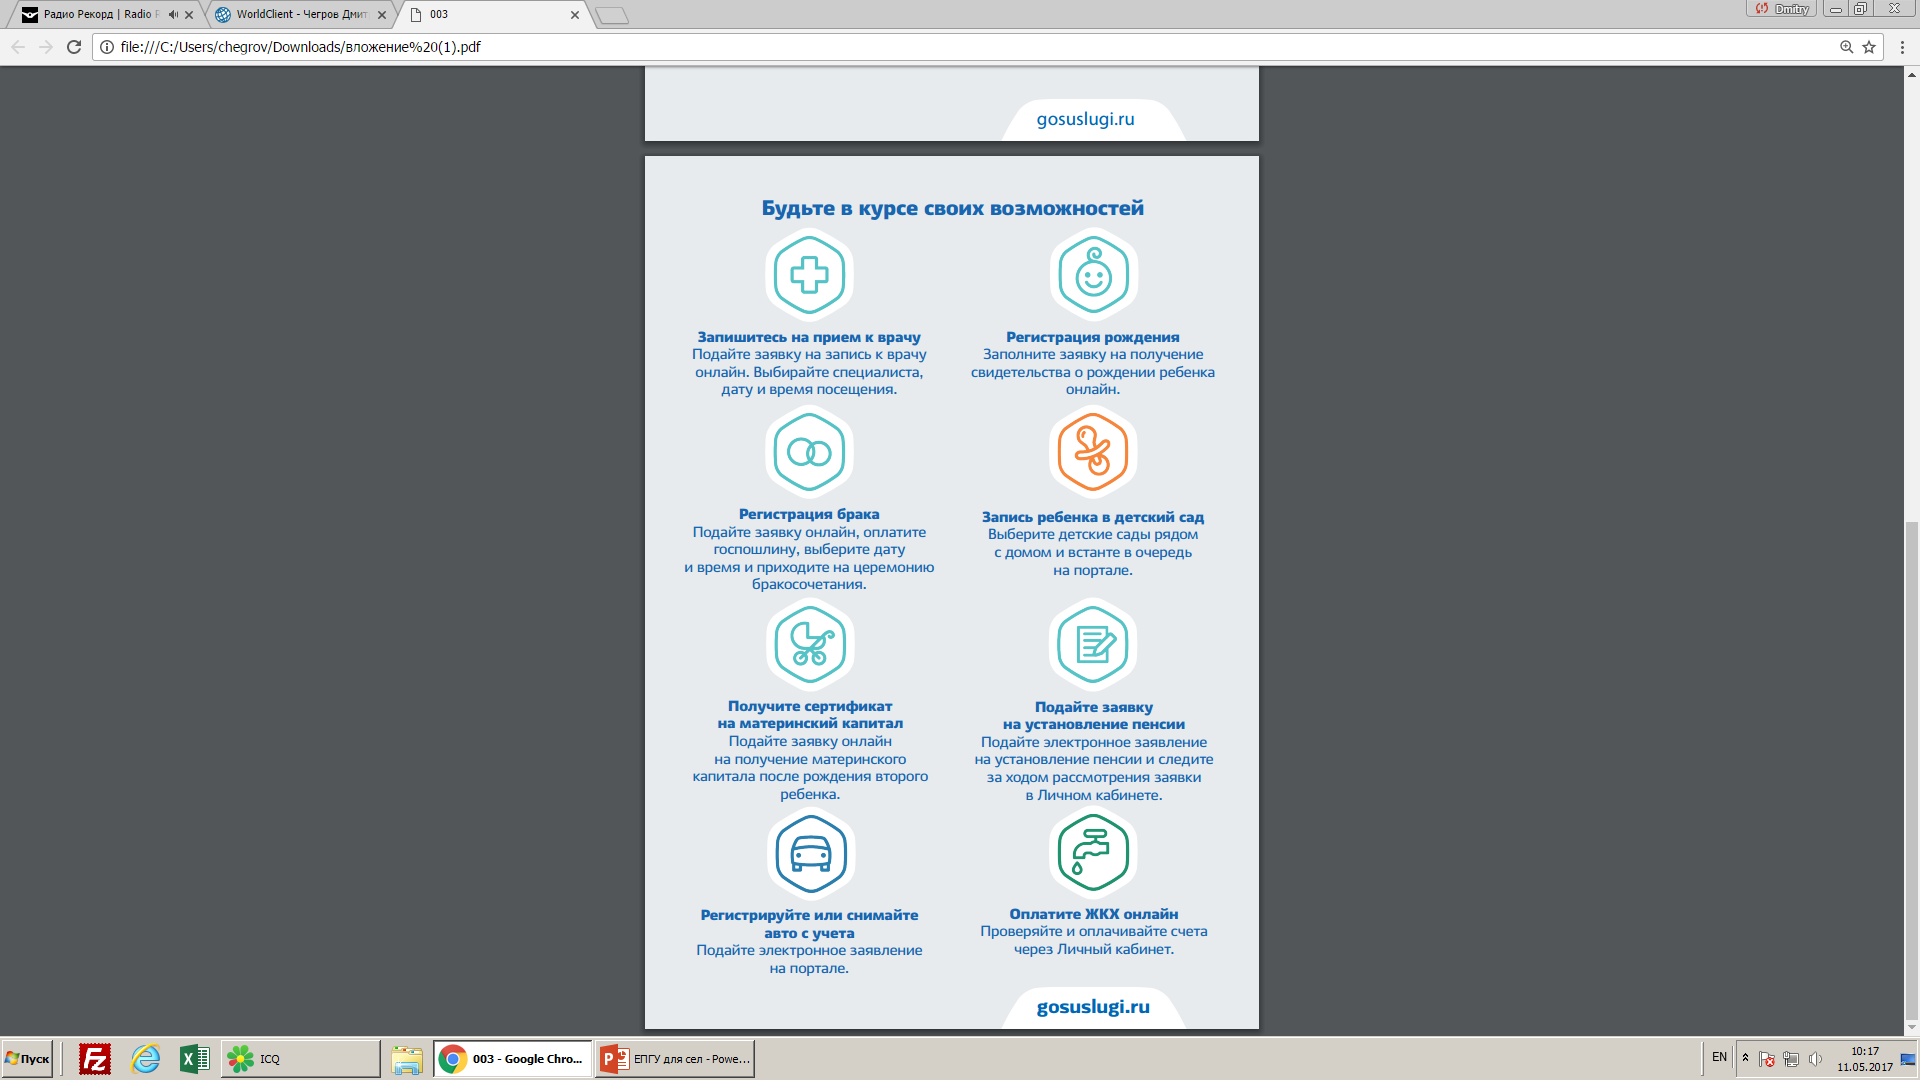 Радио Рекорд | Radio
WorldClient - Чегров Дмит
003
Dmitry
file:///C:/Users/chegrov/Downloads/вложение%20(1).pdf
gosuslugi.ru
Будьте в курсе своих возможностей
Запишитесь на прием к врачу
Подайте заявку на запись к врачу
онлайн. Выбирайте специалиста,
дату и время посещения.
Регистрация рождения
Заполните заявку на получение
свидетельства о рождении ребенка
онлайн.
Регистрация брака
Подайте заявку онлайн, оплатите
госпошлину, выберите дату
и время и приходите на церемонию
бракосочетания.
Запись ребенка в детский сад
Выберите детские сады рядом
с домом и встаньте в очередь
на портале.
Получите сертификат
на материнский капитал
Подайте заявку онлайн
на получение материнского
капитала после рождения второго
ребенка.
Подайте заявку
на установление пенсии
Подайте электронное заявление
на установление пенсии и следите
за ходом рассмотрения заявки
в Личном кабинете.
Регистрируйте или снимайте
авто с учета
Подайте электронное заявление
на портале.
Оплатите ЖКХ онлайн
Проверяйте и оплачивайте счета
через Личный кабинет.
gosuslugi.ru
Пуск
ICQ
003 - Google Chro...
ЕПГУ для сел - Powe...
EN
10:17
11.05.2017